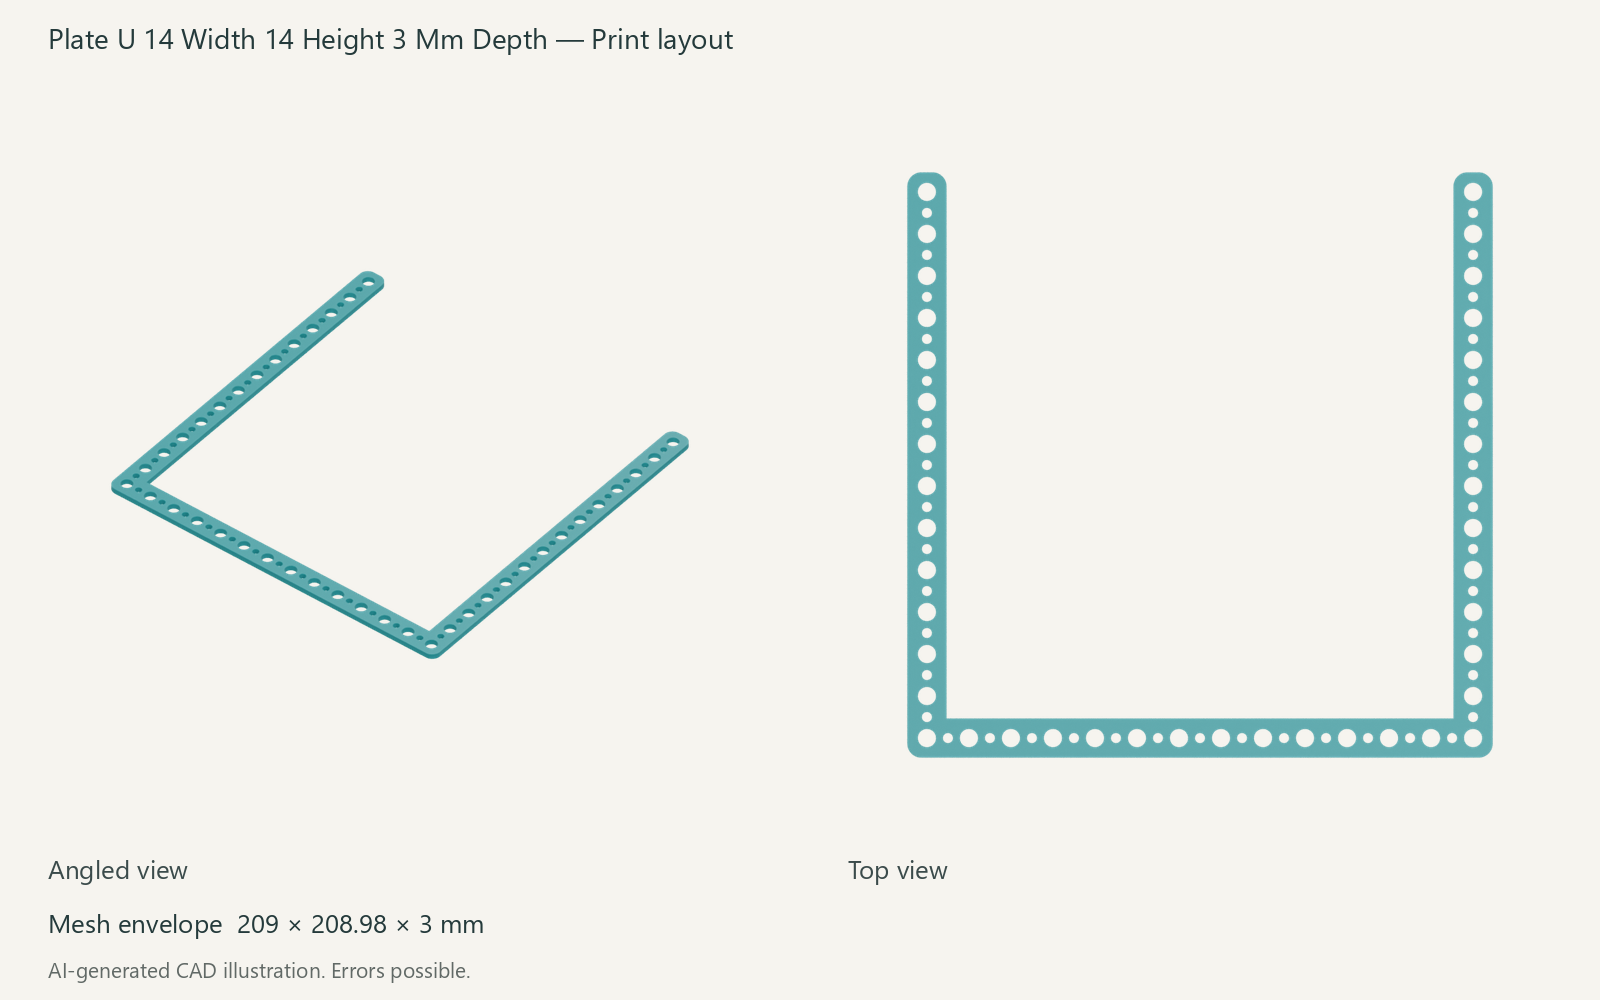 Plate U 14 Width 14 Height 3 Mm Depth — Print layout
Angled view
Top view
Mesh envelope 209 × 208.98 × 3 mm
AI-generated CAD illustration. Errors possible.